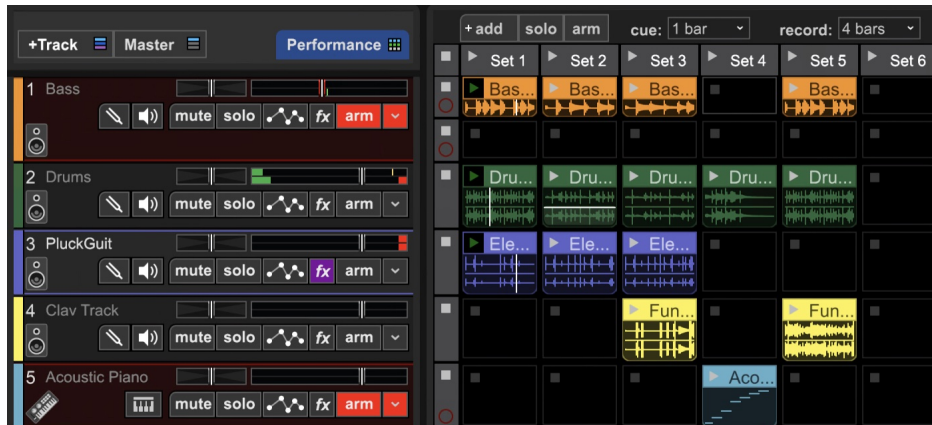 +Track Master Performance
+ add solo arm cue: 1 bar record: 4 bars
Set 1 Set 2 Set 3 Set 4 Set 5 Set 6
1 Bass
mute solo fx arm
Bas... Bas... Bas... Bas...
2 Drums
mute solo fx arm
Dru... Dru... Dru... Dru... Dru...
3 PluckGuit
mute solo fx arm
Ele... Ele... Ele...
4 Clav Track
mute solo fx arm
Fun... Fun...
5 Acoustic Piano
mute solo fx arm
Aco...